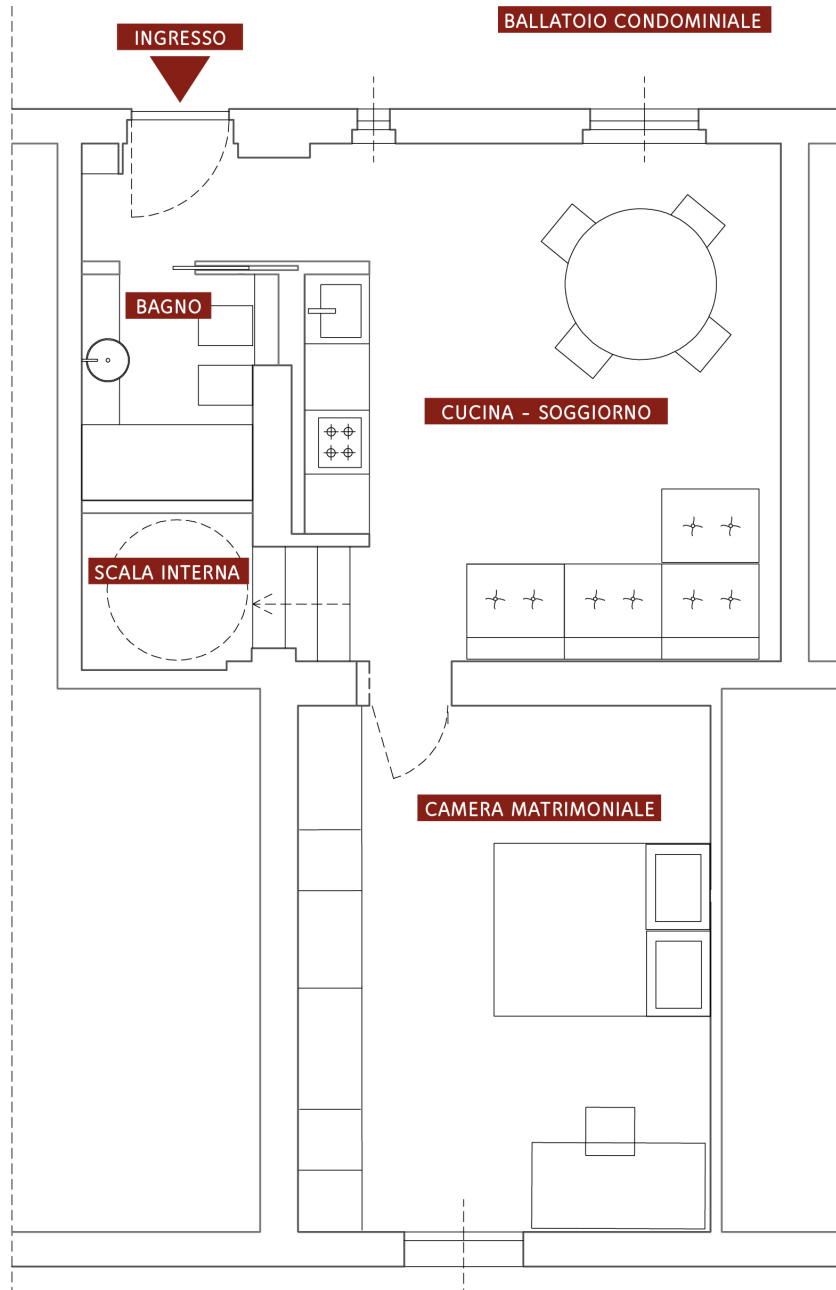 BALLATOIO CONDOMINIALE
INGRESSO
BAGNO
CUCINA - SOGGIORNO
SCALA INTERNA
CAMERA MATRIMONIALE